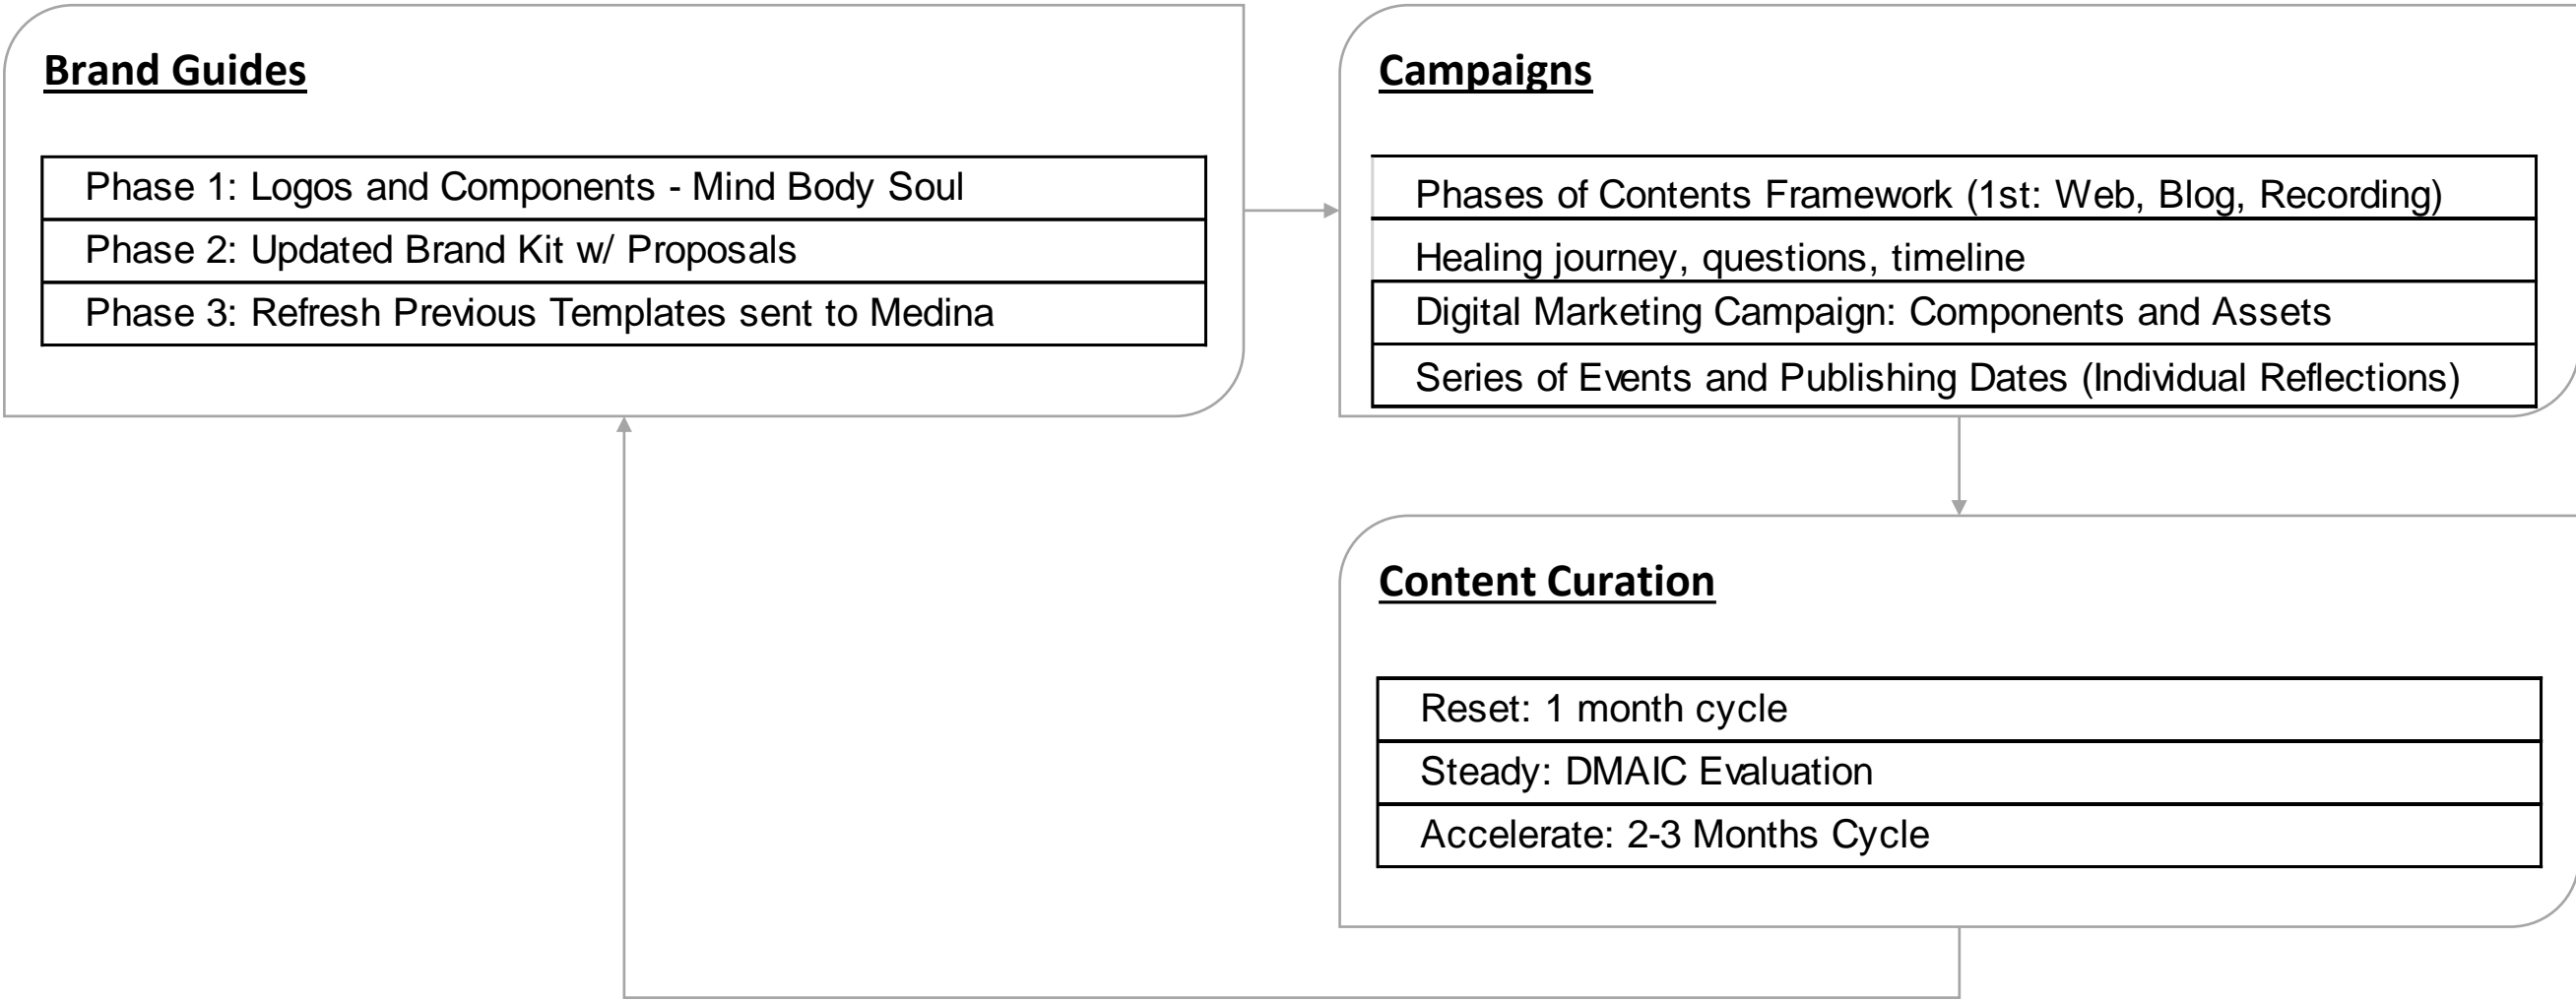 Brand Guides
Phase 1: Logos and Components - Mind Body Soul
Phase 2: Updated Brand Kit w/ Proposals
Phase 3: Refresh Previous Templates sent to Medina
Campaigns
Phases of Contents Framework (1st: Web, Blog, Recording)
Healing journey, questions, timeline
Digital Marketing Campaign: Components and Assets
Series of Events and Publishing Dates (Individual Reflections)
Content Curation
Reset: 1 month cycle
Steady: DMAIC Evaluation
Accelerate: 2-3 Months Cycle